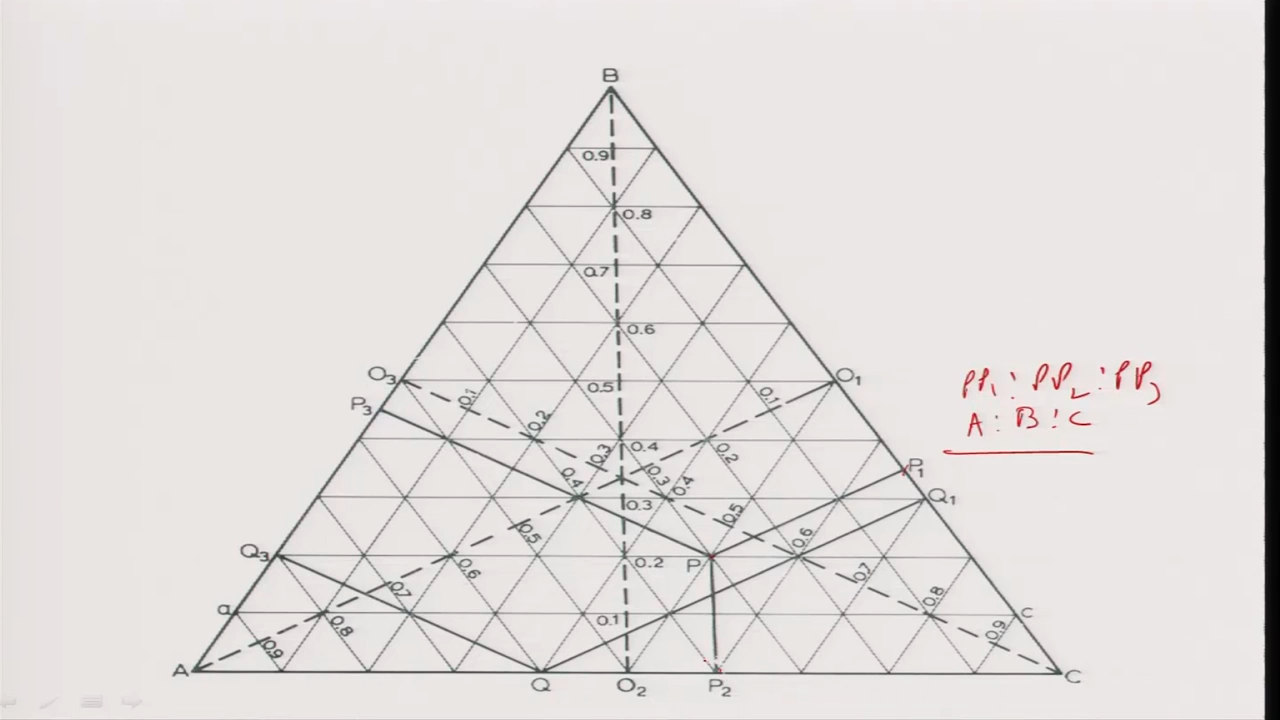 B
0.9
0.8
0.7
0.6
O3 0.1 0.2 0.5 0.1 O1
PP1 : PP2 : PP3
P3
A : B : C
0.3 0.4 0.3 0.2
0.4 0.4 P1
0.5 0.3 0.5 Q1
Q3 0.6 0.2 P 0.6
0.7 0.7
a 0.8 0.1 0.8 c
0.9 0.9
A Q O2 P2 C